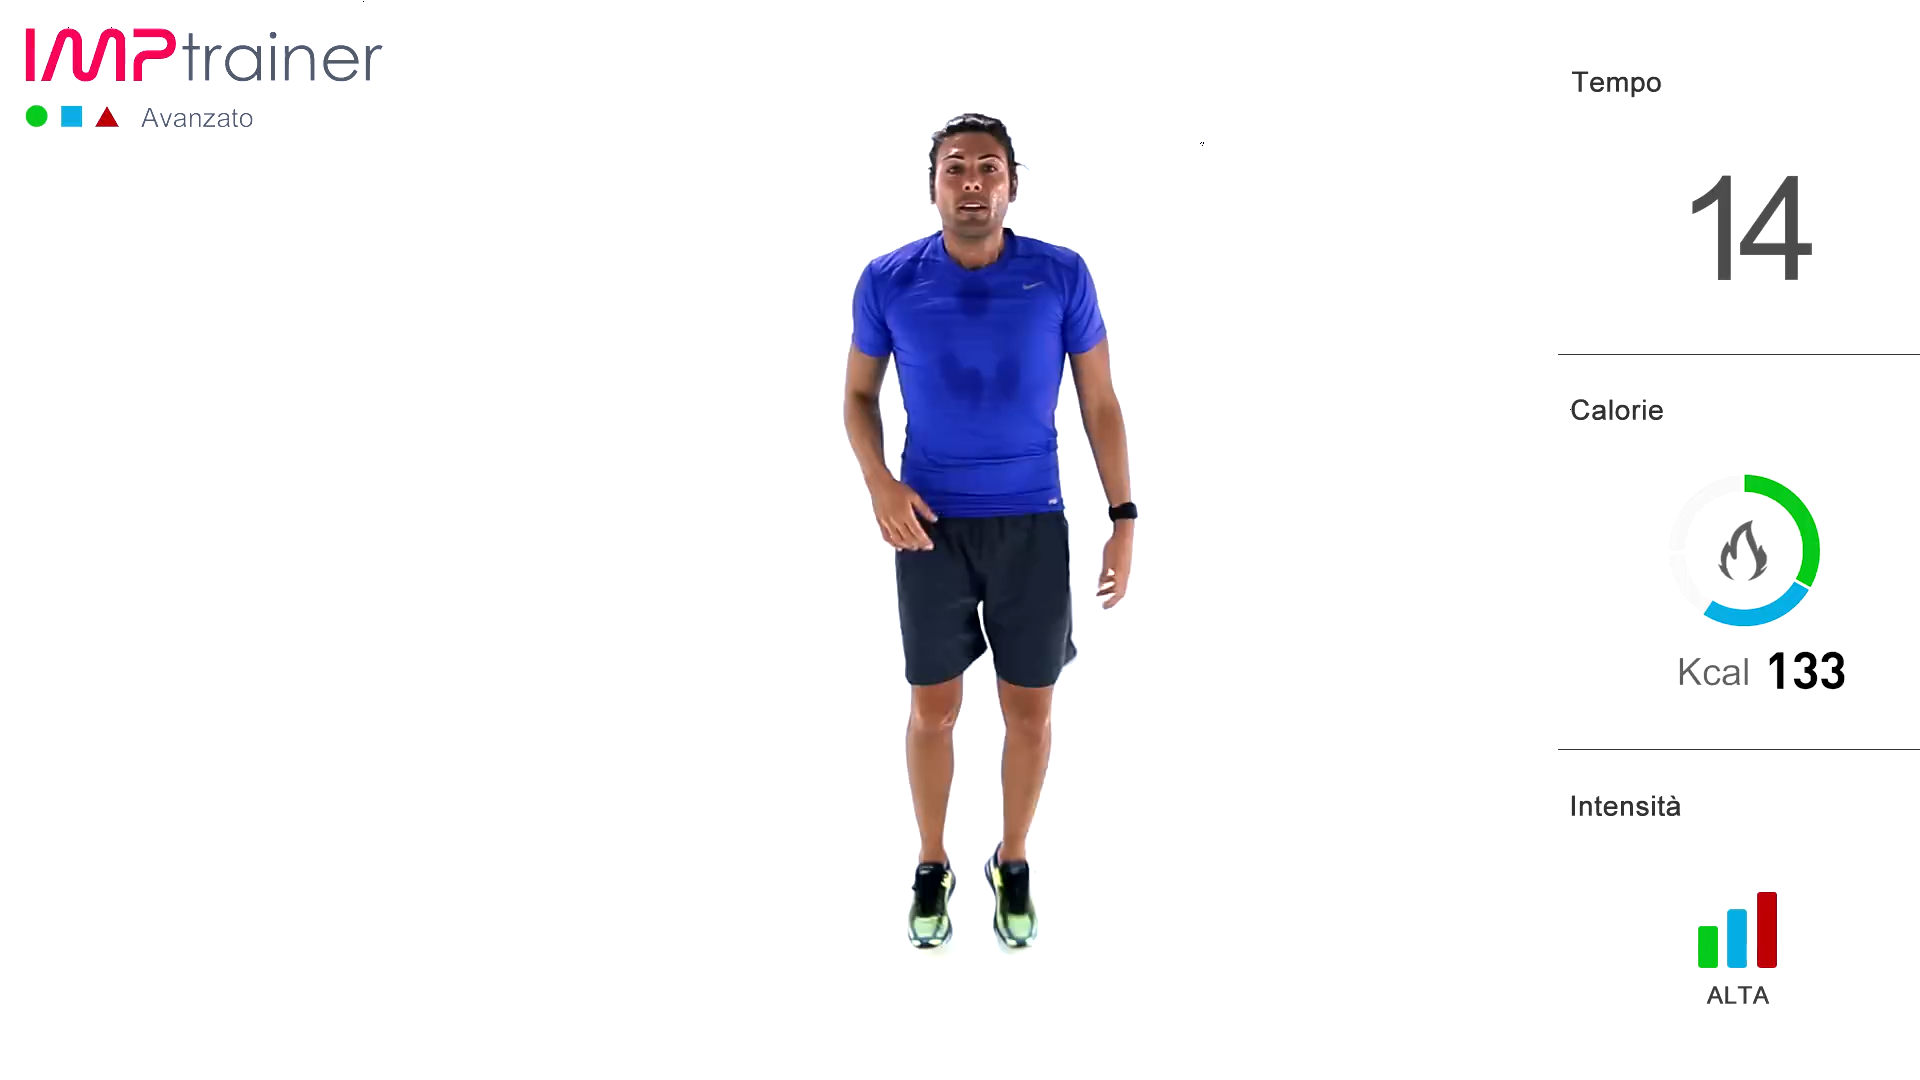 IMPtrainer
Avanzato
Tempo
14
Calorie
Kcal 133
Intensità
ALTA